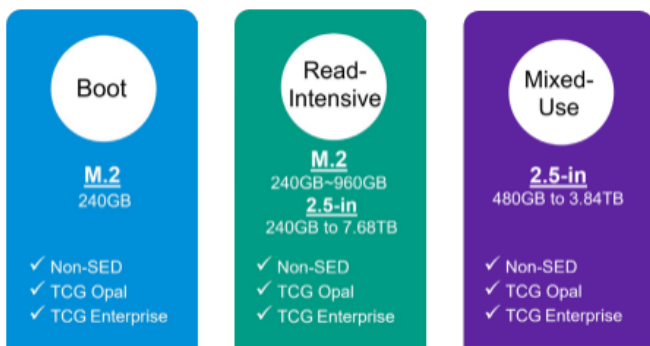 Boot
M.2
240GB
✓ Non-SED
✓ TCG Opal
✓ TCG Enterprise
Read-
Intensive
M.2
240GB~960GB
2.5-in
240GB to 7.68TB
✓ Non-SED
✓ TCG Opal
✓ TCG Enterprise
Mixed-
Use
2.5-in
480GB to 3.84TB
✓ Non-SED
✓ TCG Opal
✓ TCG Enterprise